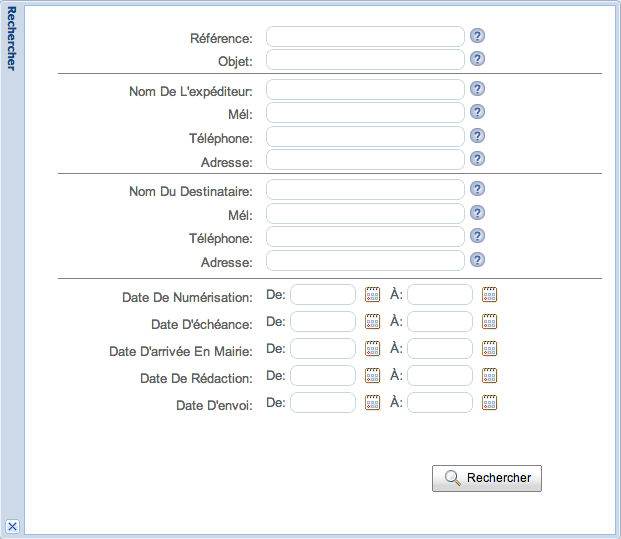 Rechercher
Référence:
Objet:
Nom De L'expéditeur:
Mél:
Téléphone:
Adresse:
Nom Du Destinataire:
Mél:
Téléphone:
Adresse:
Date De Numérisation: De: À:
Date D'échéance: De: À:
Date D'arrivée En Mairie: De: À:
Date De Rédaction: De: À:
Date D'envoi: De: À:
Rechercher